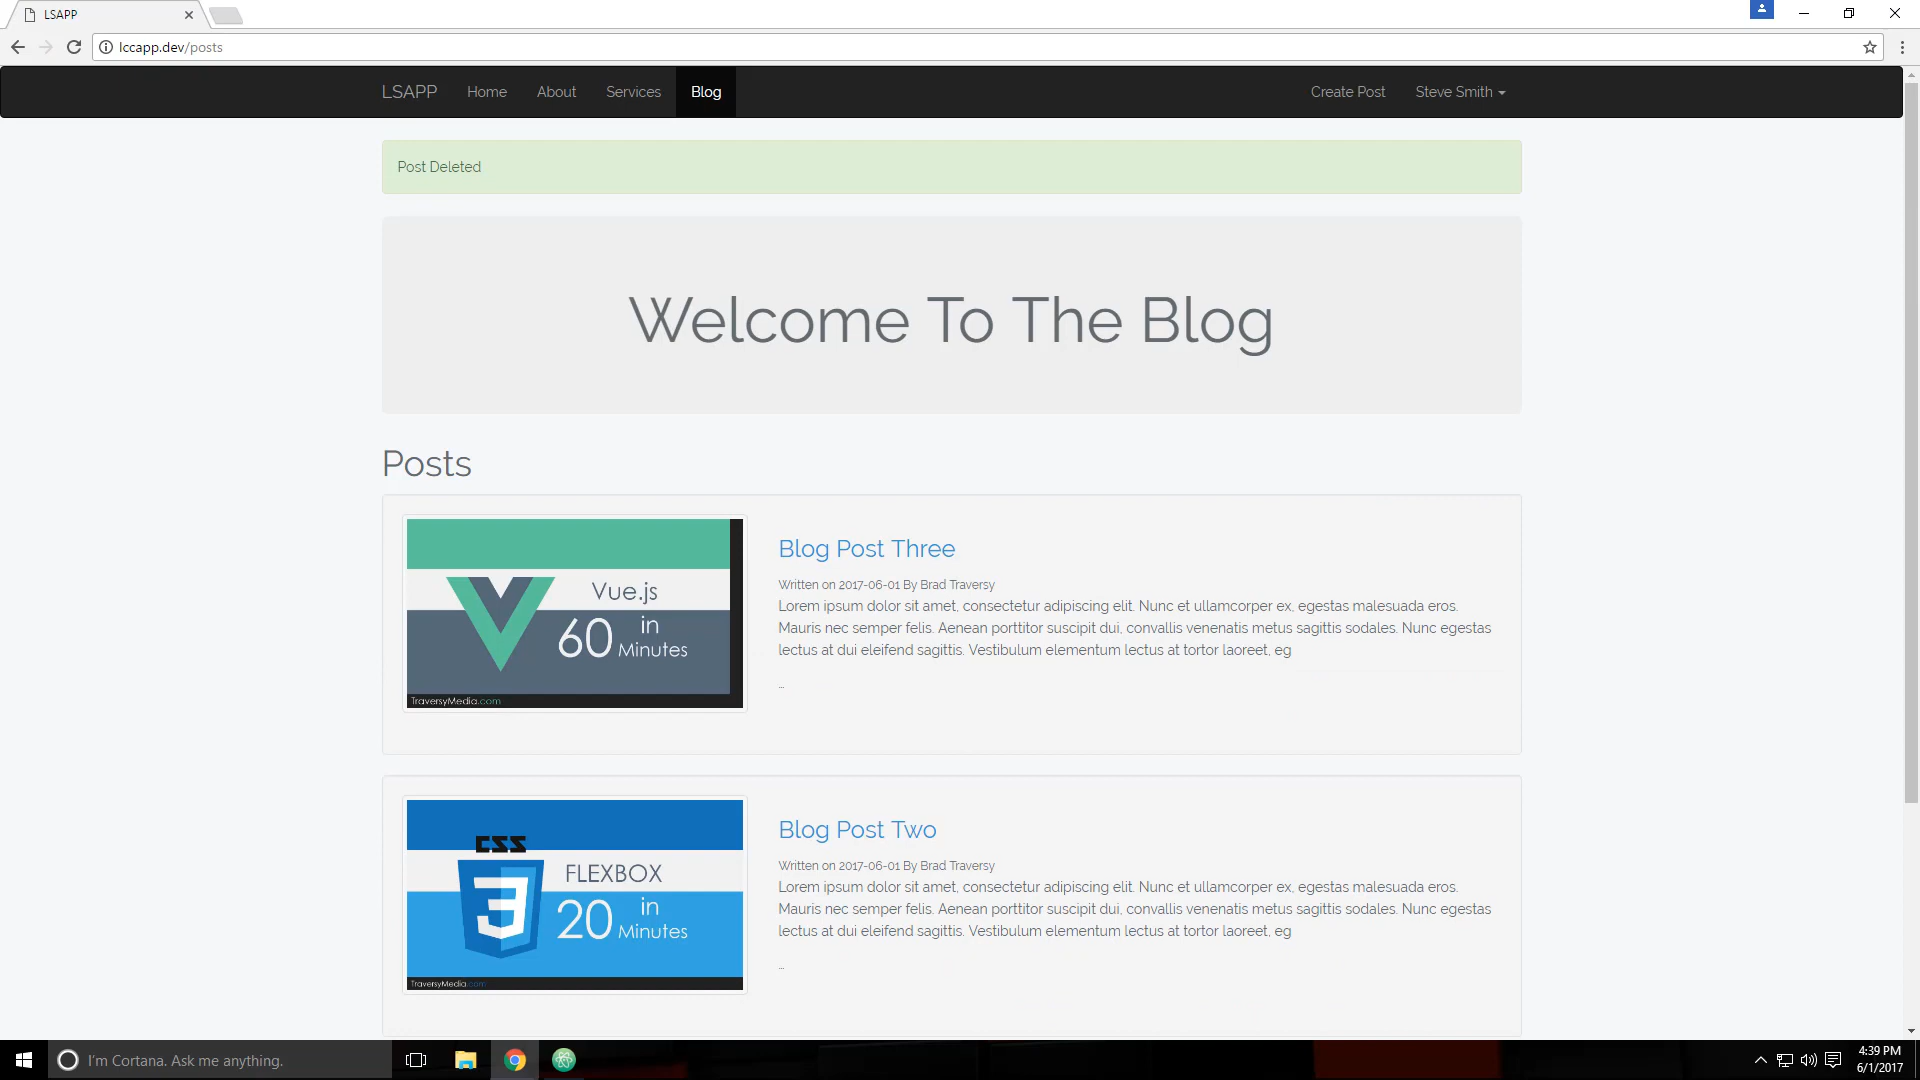 LSAPP
lccapp.dev/posts
LSAPP Home About Services Blog Create Post Steve Smith
Post Deleted
Welcome To The Blog
Posts
Vue.js
60 in Minutes
TraversyMedia.com
Blog Post Three
Written on 2017-06-01 By Brad Traversy
Lorem ipsum dolor sit amet, consectetur adipiscing elit. Nunc et ullamcorper ex, egestas malesuada eros.
Mauris nec semper felis. Aenean porttitor suscipit dui, convallis venenatis metus sagittis sodales. Nunc egestas
lectus at dui eleifend sagittis. Vestibulum elementum lectus at tortor laoreet, eg
...
CSS
3
FLEXBOX
20 in Minutes
TraversyMedia.com
Blog Post Two
Written on 2017-06-01 By Brad Traversy
Lorem ipsum dolor sit amet, consectetur adipiscing elit. Nunc et ullamcorper ex, egestas malesuada eros.
Mauris nec semper felis. Aenean porttitor suscipit dui, convallis venenatis metus sagittis sodales. Nunc egestas
lectus at dui eleifend sagittis. Vestibulum elementum lectus at tortor laoreet, eg
...
I'm Cortana. Ask me anything.
4:39 PM
6/1/2017